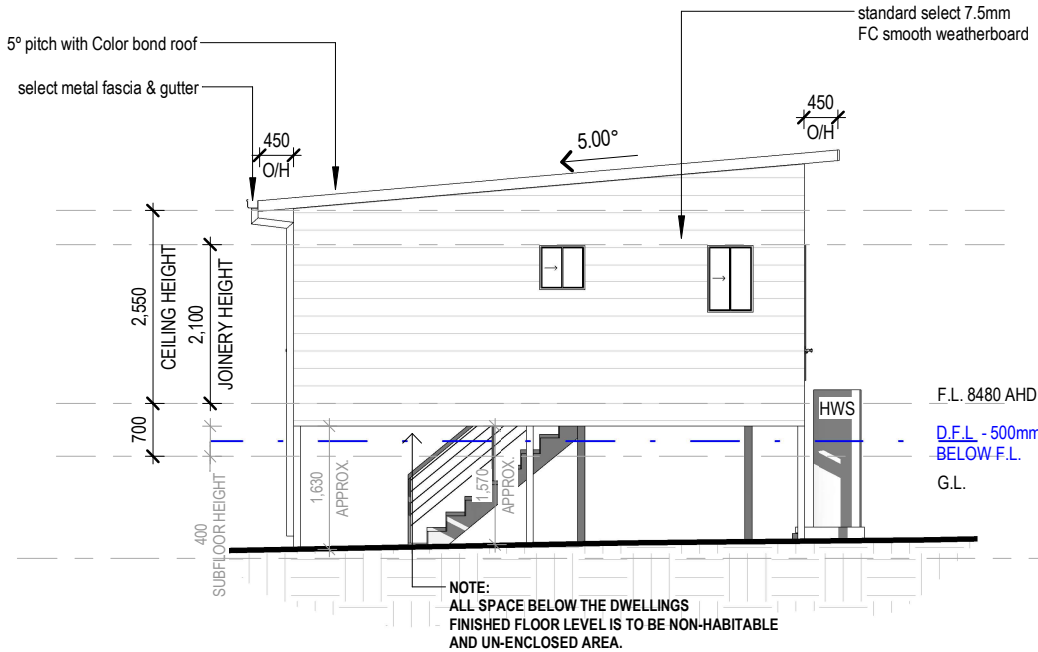 standard select 7.5mm
FC smooth weatherboard
5º pitch with Color bond roof
select metal fascia & gutter
450
O/H
450
O/H
5.00°
2,550
CEILING HEIGHT
2,100
JOINERY HEIGHT
700
400
SUBFLOOR HEIGHT
1,630
APPROX.
1,570
APPROX.
HWS
F.L. 8480 AHD
D.F.L - 500mm
BELOW F.L.
G.L.
NOTE:
ALL SPACE BELOW THE DWELLINGS
FINISHED FLOOR LEVEL IS TO BE NON-HABITABLE
AND UN-ENCLOSED AREA.